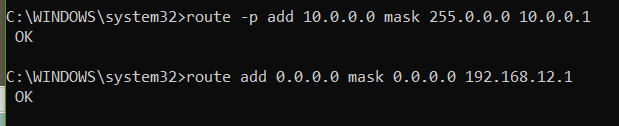 C:\WINDOWS\system32>route -p add 10.0.0.0 mask 255.0.0.0 10.0.0.1
OK
C:\WINDOWS\system32>route add 0.0.0.0 mask 0.0.0.0 192.168.12.1
OK